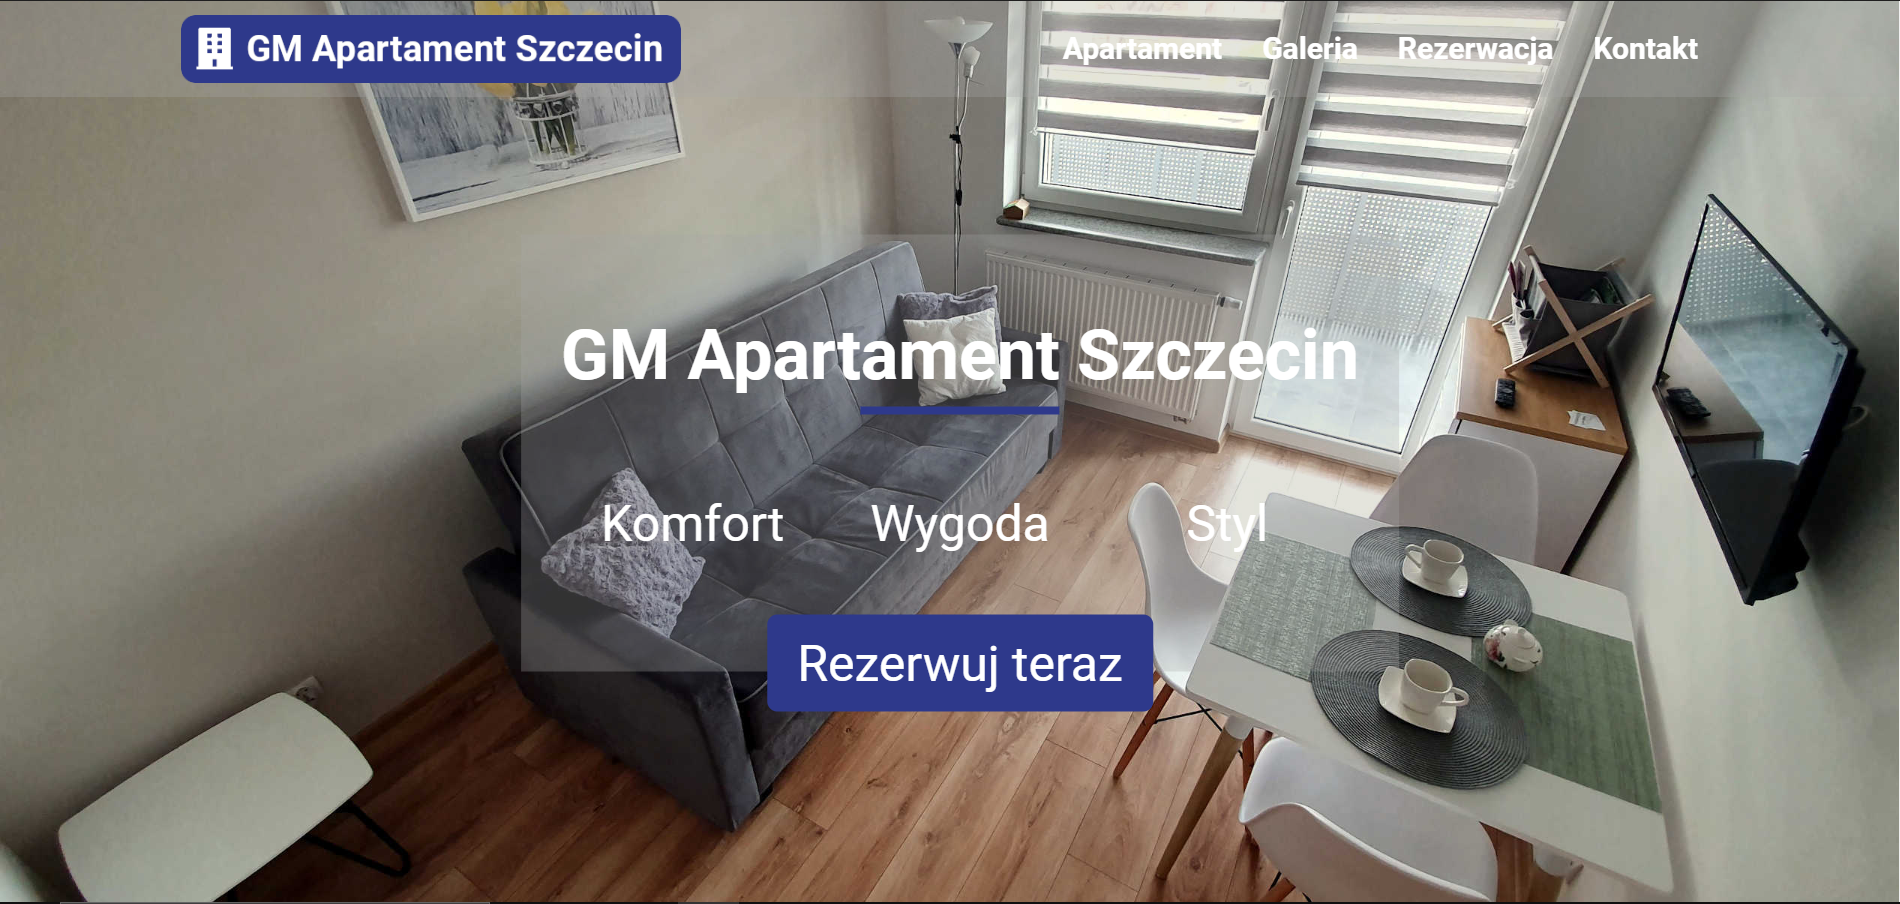 GM Apartament Szczecin
Apartament Galeria Rezerwacja Kontakt
GM Apartament Szczecin
Komfort Wygoda Styl
Rezerwuj teraz